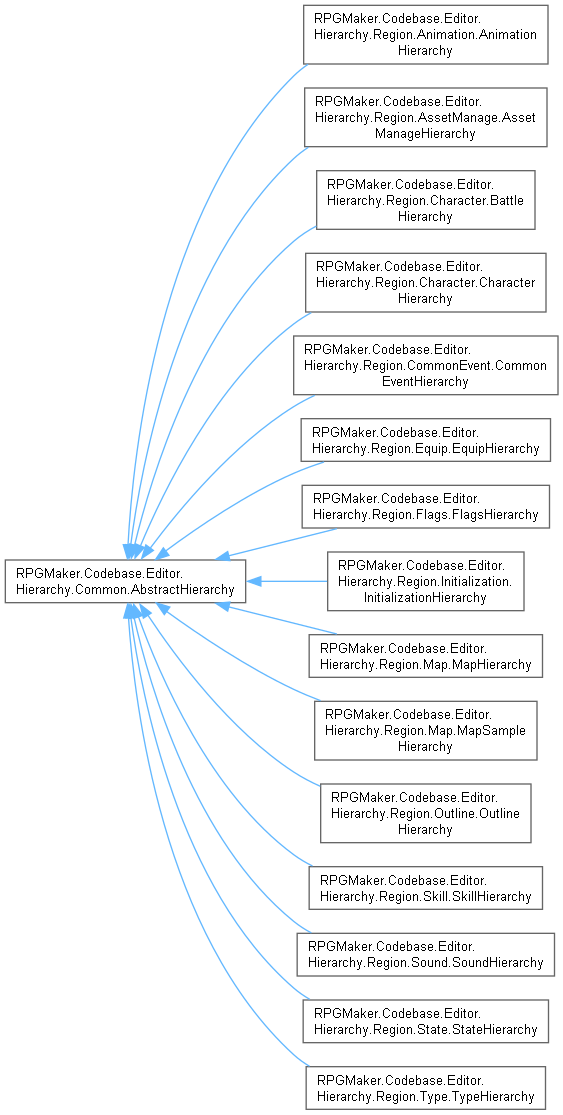 RPGMaker.Codebase.Editor.
Hierarchy.Region.Animation.Animation
Hierarchy
RPGMaker.Codebase.Editor.
Hierarchy.Region.AssetManage.Asset
ManageHierarchy
RPGMaker.Codebase.Editor.
Hierarchy.Region.Character.Battle
Hierarchy
RPGMaker.Codebase.Editor.
Hierarchy.Region.Character.Character
Hierarchy
RPGMaker.Codebase.Editor.
Hierarchy.Region.CommonEvent.Common
EventHierarchy
RPGMaker.Codebase.Editor.
Hierarchy.Region.Equip.EquipHierarchy
RPGMaker.Codebase.Editor.
Hierarchy.Region.Flags.FlagsHierarchy
RPGMaker.Codebase.Editor.
Hierarchy.Common.AbstractHierarchy
RPGMaker.Codebase.Editor.
Hierarchy.Region.Initialization.
InitializationHierarchy
RPGMaker.Codebase.Editor.
Hierarchy.Region.Map.MapHierarchy
RPGMaker.Codebase.Editor.
Hierarchy.Region.Map.MapSample
Hierarchy
RPGMaker.Codebase.Editor.
Hierarchy.Region.Outline.Outline
Hierarchy
RPGMaker.Codebase.Editor.
Hierarchy.Region.Skill.SkillHierarchy
RPGMaker.Codebase.Editor.
Hierarchy.Region.Sound.SoundHierarchy
RPGMaker.Codebase.Editor.
Hierarchy.Region.State.StateHierarchy
RPGMaker.Codebase.Editor.
Hierarchy.Region.Type.TypeHierarchy